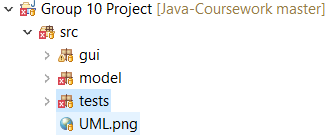 Group 10 Project [Java-Coursework master]
src
gui
model
tests
UML.png